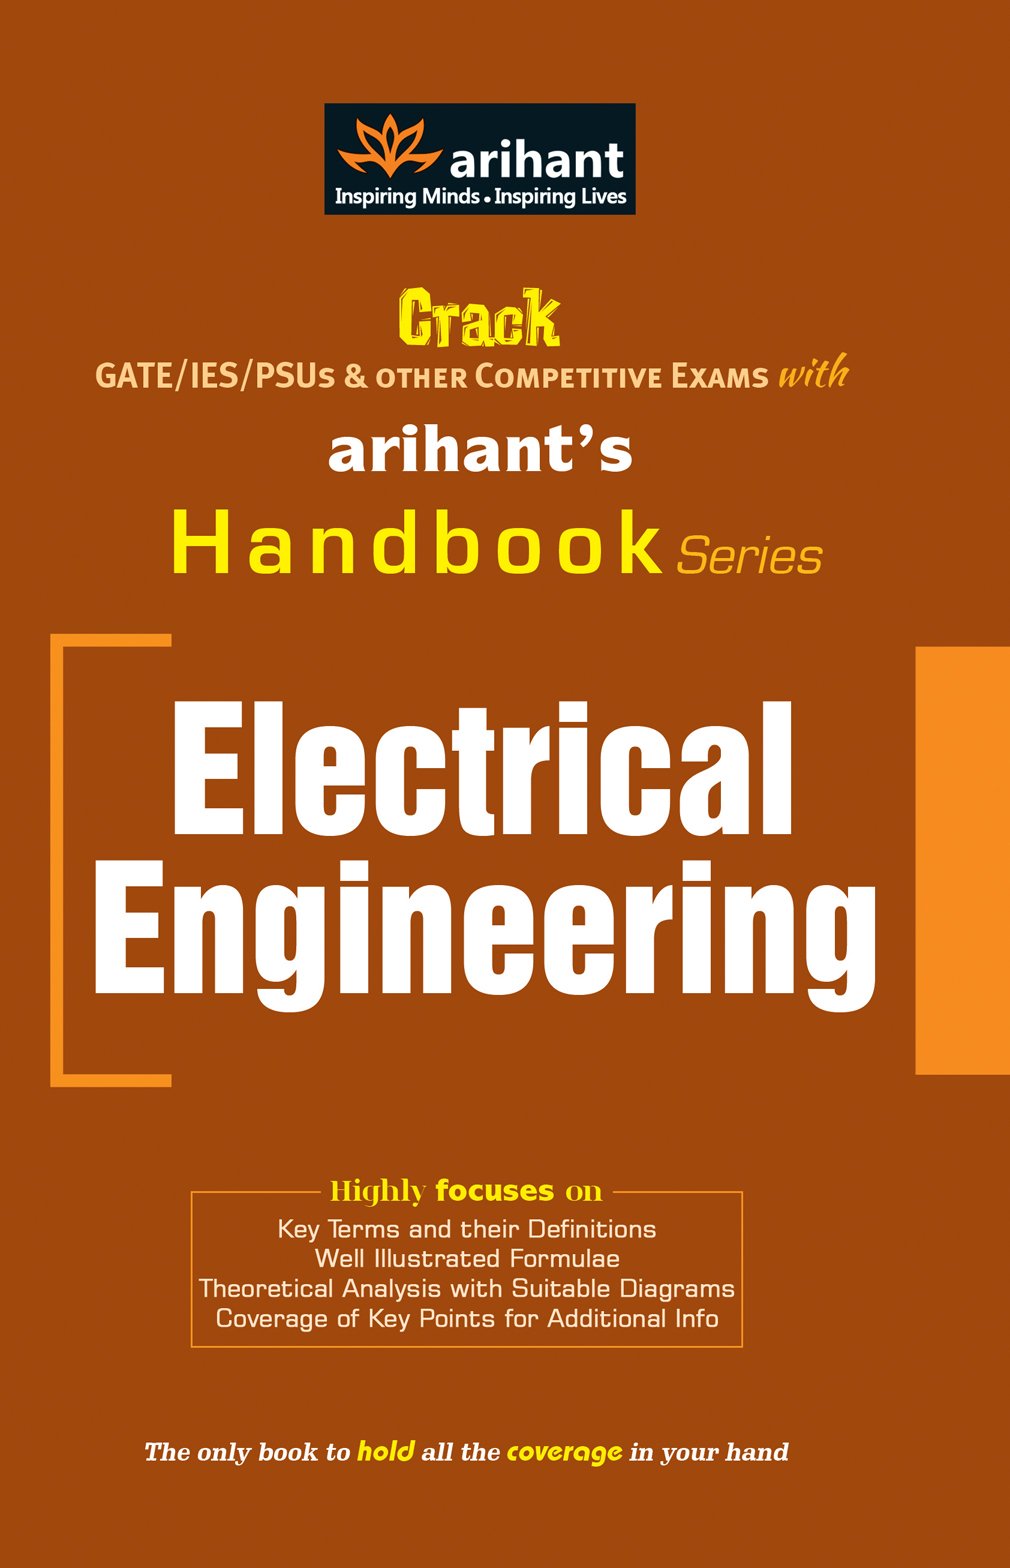 arihant
Inspiring Minds • Inspiring Lives
Crack
GATE/IES/PSUs & OTHER COMPETITIVE EXAMS with
arihant's
Handbook Series
Electrical
Engineering
Highly focuses on
Key Terms and their Definitions
Well Illustrated Formulae
Theoretical Analysis with Suitable Diagrams
Coverage of Key Points for Additional Info
The only book to hold all the coverage in your hand